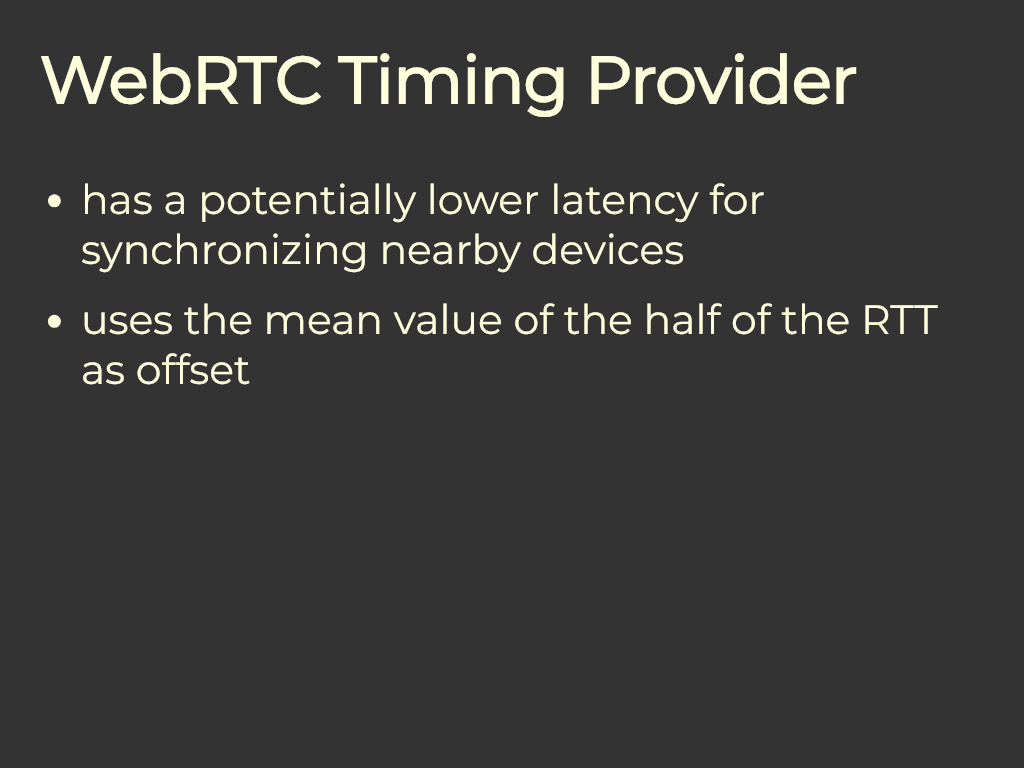 WebRTC Timing Provider
• has a potentially lower latency for
synchronizing nearby devices
• uses the mean value of the half of the RTT
as offset